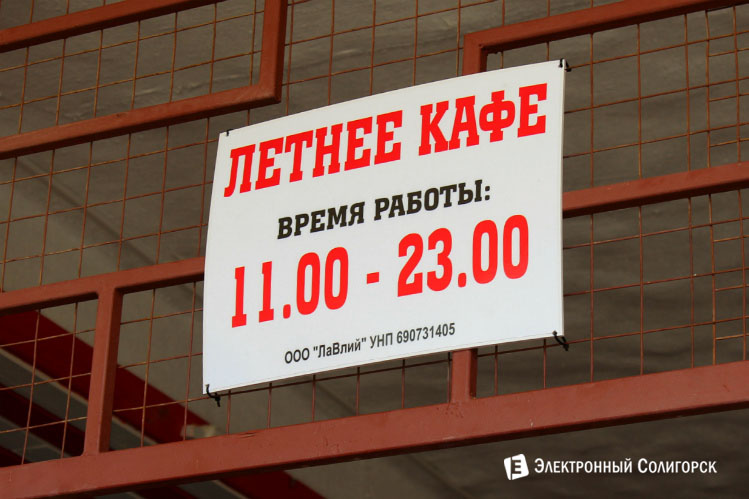 ЛЕТНЕЕ КАФЕ
ВРЕМЯ РАБОТЫ:
11.00 - 23.00
ООО "ЛаВлий" УНП 690731405
Е Электронный Солигорск